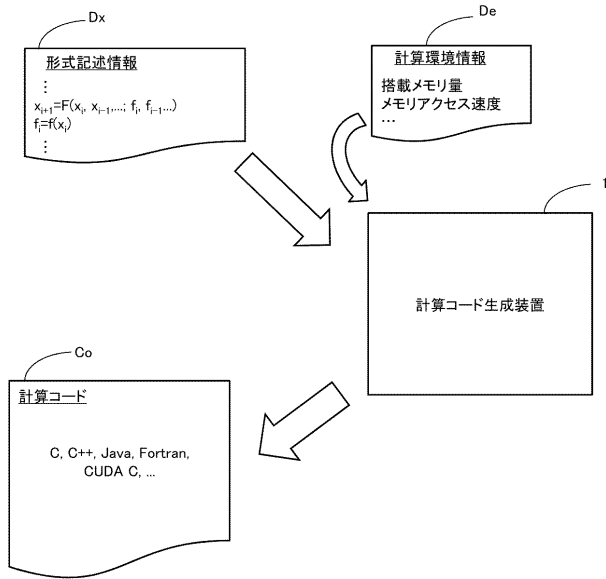 Dx
形式記述情報
⋮
xi+1=F(xi, xi−1,...; fi, fi−1...)
fi=f(xi)
⋮
De
計算環境情報
搭載メモリ量
メモリアクセス速度
...
1
計算コード生成装置
Co
計算コード
C, C++, Java, Fortran,
CUDA C, ...